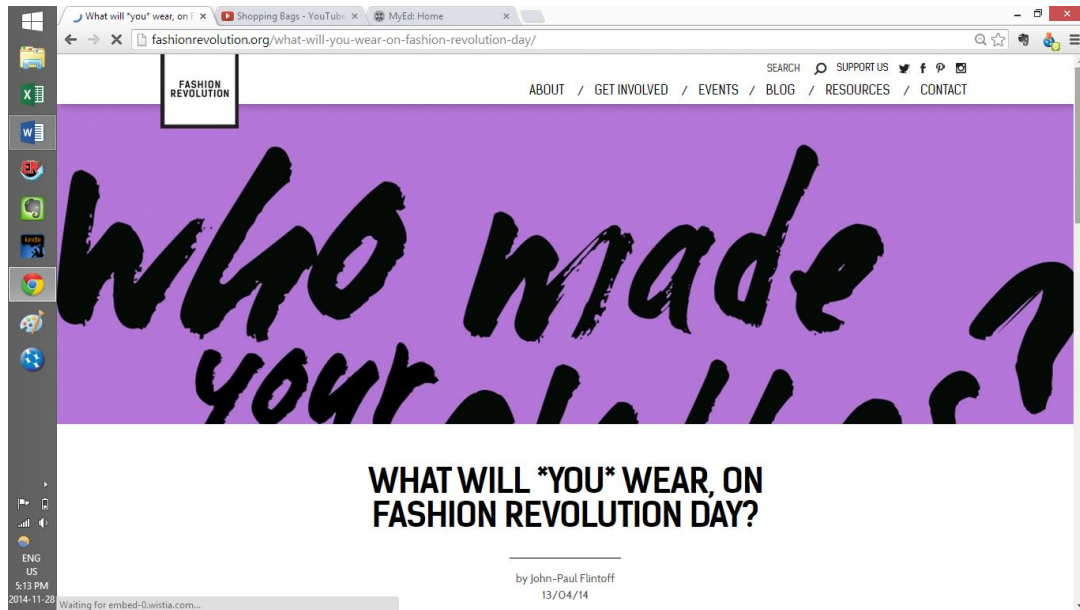 What will *you* wear, on F
Shopping Bags - YouTube
MyEd: Home
fashionrevolution.org/what-will-you-wear-on-fashion-revolution-day/
SEARCH SUPPORT US
FASHION
REVOLUTION
ABOUT / GET INVOLVED / EVENTS / BLOG / RESOURCES / CONTACT
who made
your clothes?
WHAT WILL *YOU* WEAR, ON
FASHION REVOLUTION DAY?
by John-Paul Flintoff
13/04/14
kindle
ENG
US
5:13 PM
2014-11-28
Waiting for embed-0.wistia.com...